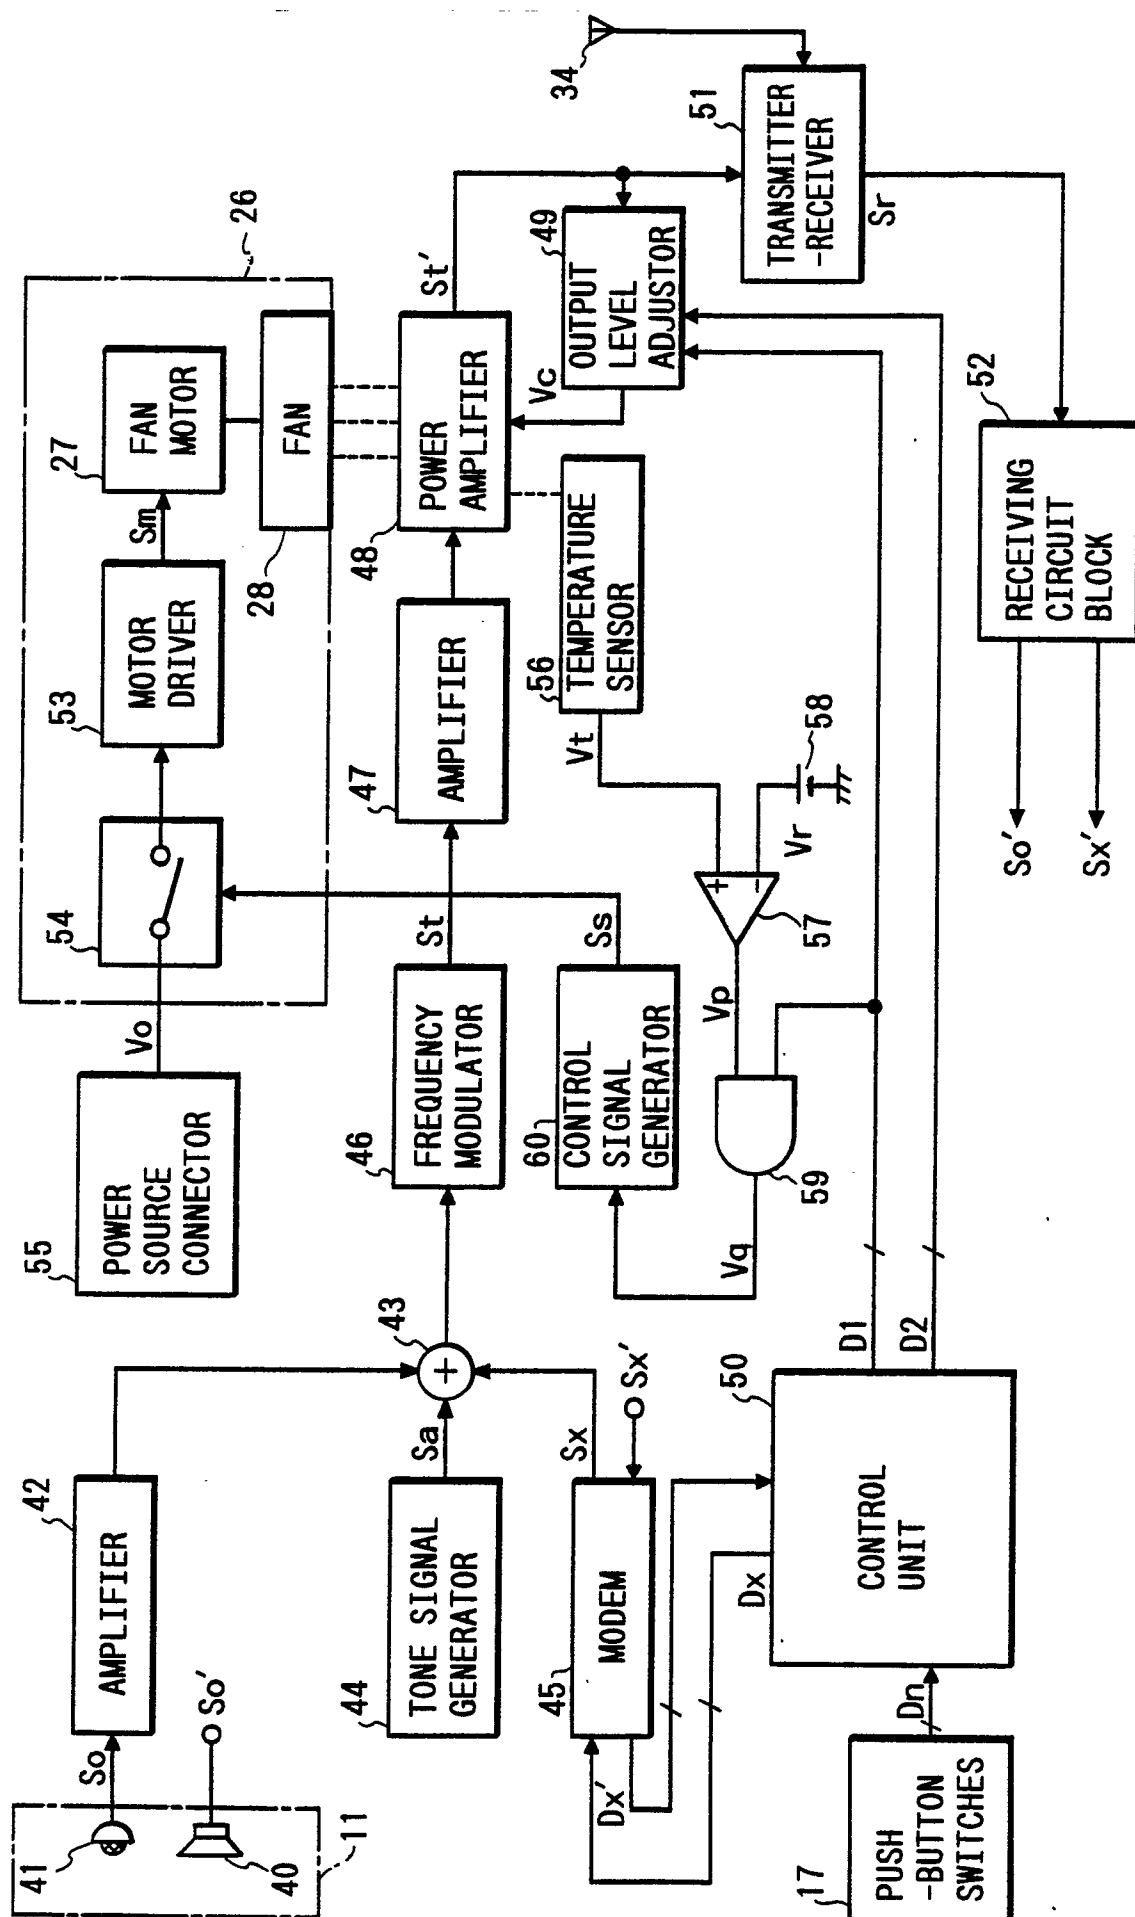 41
40
11
So
So'
42
AMPLIFIER
44
TONE SIGNAL
GENERATOR
Sa
43
+
45
MODEM
Sx
Sx'
Dx'
Dx
17
PUSH
-BUTTON
SWITCHES
Dn
50
CONTROL
UNIT
D1
D2
55
POWER
SOURCE
CONNECTOR
Vo
54
53
MOTOR
DRIVER
Sm
27
FAN
MOTOR
26
28
FAN
46
FREQUENCY
MODULATOR
St
47
AMPLIFIER
48
POWER
AMPLIFIER
St'
60
CONTROL
SIGNAL
GENERATOR
Ss
59
Vq
Vp
57
+
−
Vr
58
Vt
56
TEMPERATURE
SENSOR
Vc
49
OUTPUT
LEVEL
ADJUSTOR
34
51
TRANSMITTER
-RECEIVER
Sr
52
RECEIVING
CIRCUIT
BLOCK
So'
Sx'